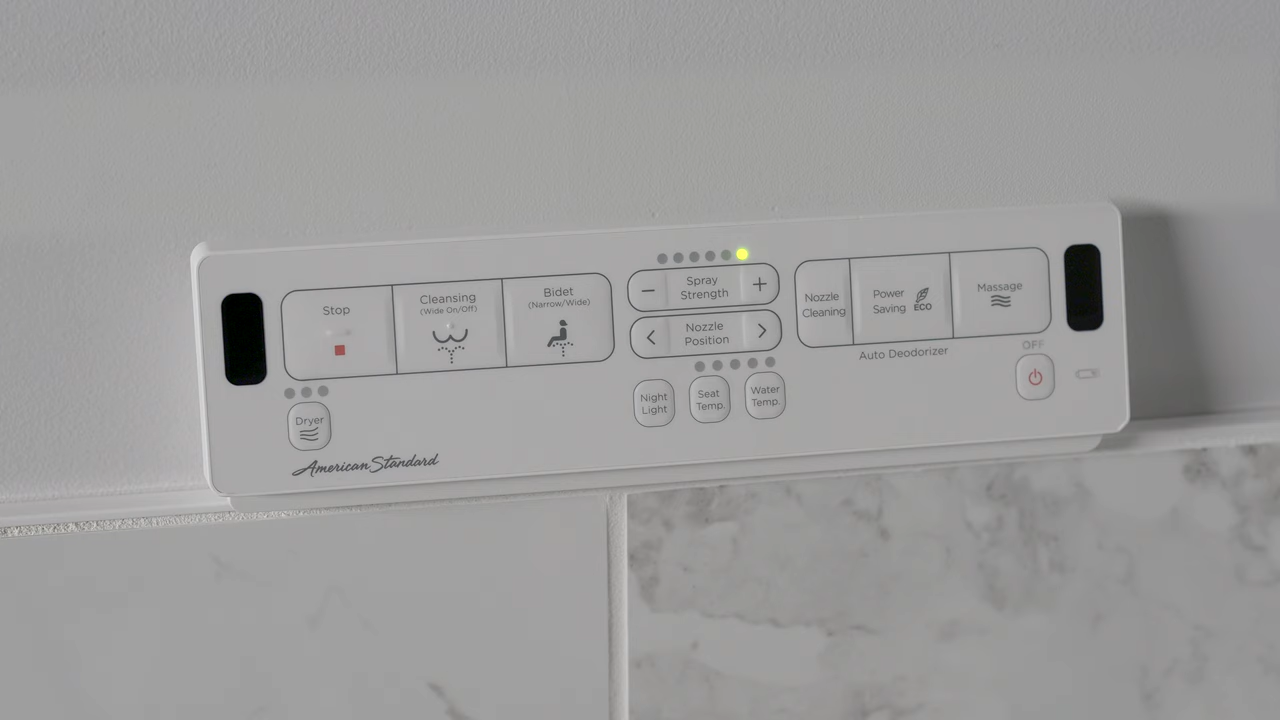 Stop
Cleansing
(Wide On/Off)
Bidet
(Narrow/Wide)
Spray
Strength
Nozzle
Position
Nozzle
Cleaning
Power
Saving
ECO
Massage
Auto Deodorizer
OFF
Dryer
Night
Light
Seat
Temp.
Water
Temp.
American Standard